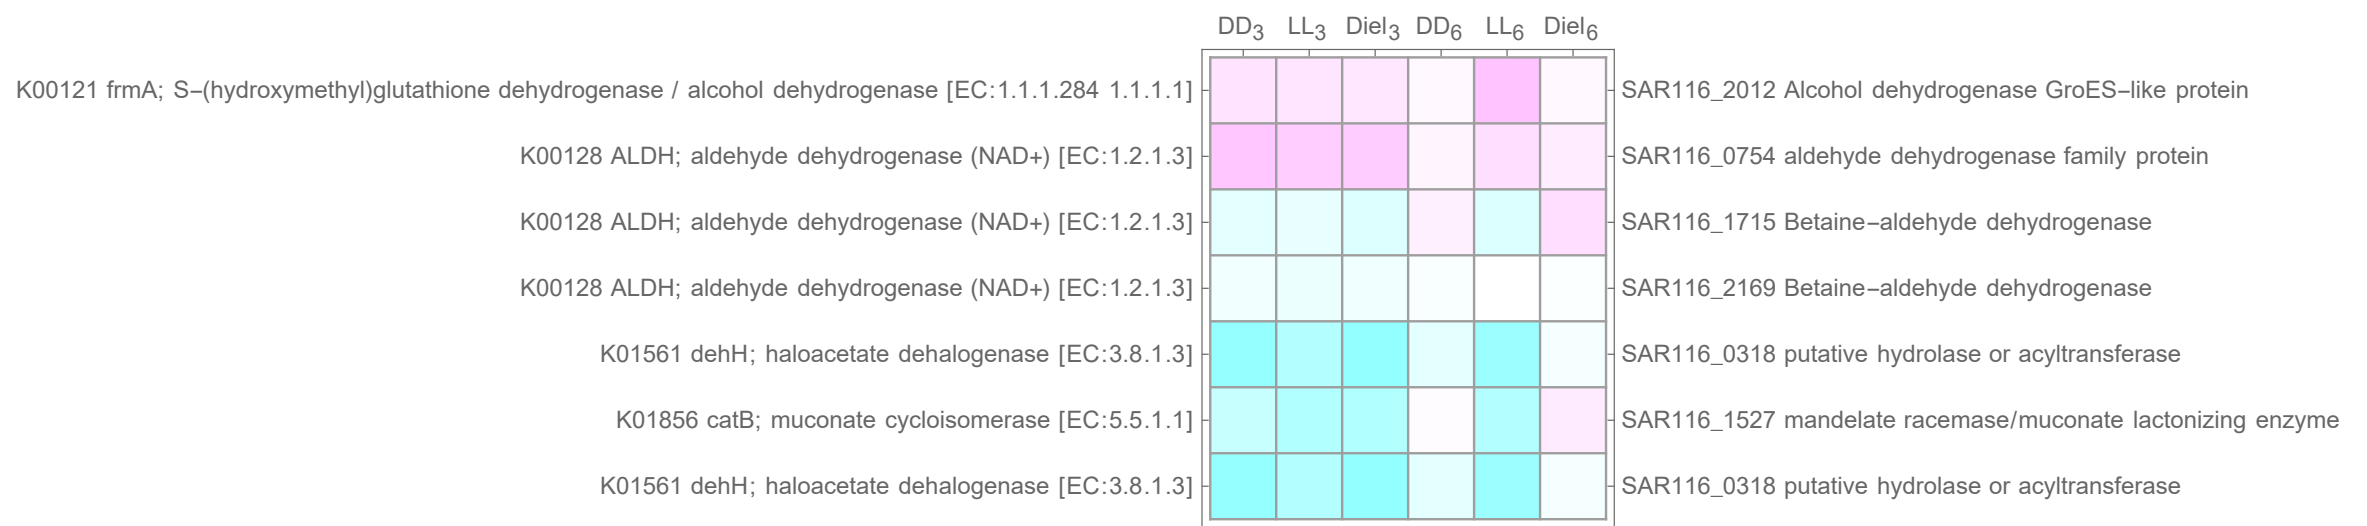 DD3 LL3 Diel3 DD6 LL6 Diel6
K00121 frmA; S−(hydroxymethyl)glutathione dehydrogenase / alcohol dehydrogenase [EC:1.1.1.284 1.1.1.1] SAR116_2012 Alcohol dehydrogenase GroES−like protein
K00128 ALDH; aldehyde dehydrogenase (NAD+) [EC:1.2.1.3] SAR116_0754 aldehyde dehydrogenase family protein
K00128 ALDH; aldehyde dehydrogenase (NAD+) [EC:1.2.1.3] SAR116_1715 Betaine−aldehyde dehydrogenase
K00128 ALDH; aldehyde dehydrogenase (NAD+) [EC:1.2.1.3] SAR116_2169 Betaine−aldehyde dehydrogenase
K01561 dehH; haloacetate dehalogenase [EC:3.8.1.3] SAR116_0318 putative hydrolase or acyltransferase
K01856 catB; muconate cycloisomerase [EC:5.5.1.1] SAR116_1527 mandelate racemase/muconate lactonizing enzyme
K01561 dehH; haloacetate dehalogenase [EC:3.8.1.3] SAR116_0318 putative hydrolase or acyltransferase